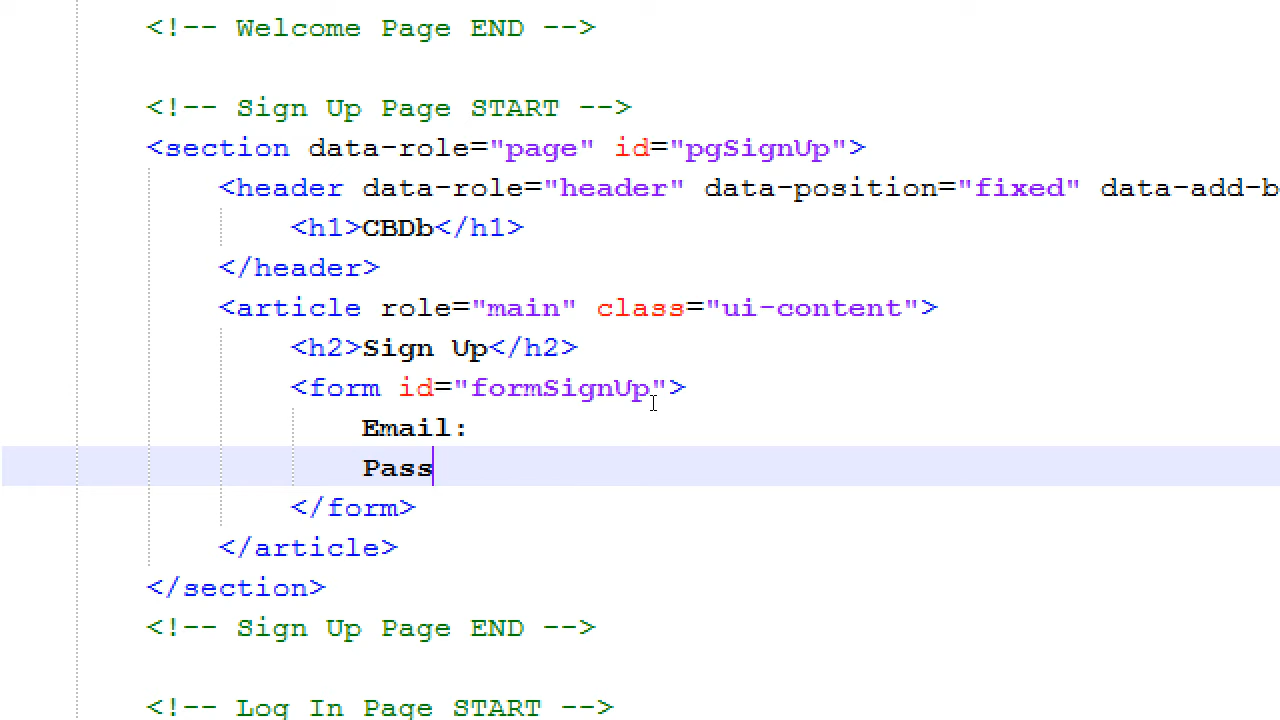 <!-- Welcome Page END -->
<!-- Sign Up Page START -->
<section data-role="page" id="pgSignUp">
<header data-role="header" data-position="fixed" data-add-b
<h1>CBDb</h1>
</header>
<article role="main" class="ui-content">
<h2>Sign Up</h2>
<form id="formSignUp">
Email:
Pass
</form>
</article>
</section>
<!-- Sign Up Page END -->
<!-- Log In Page START -->